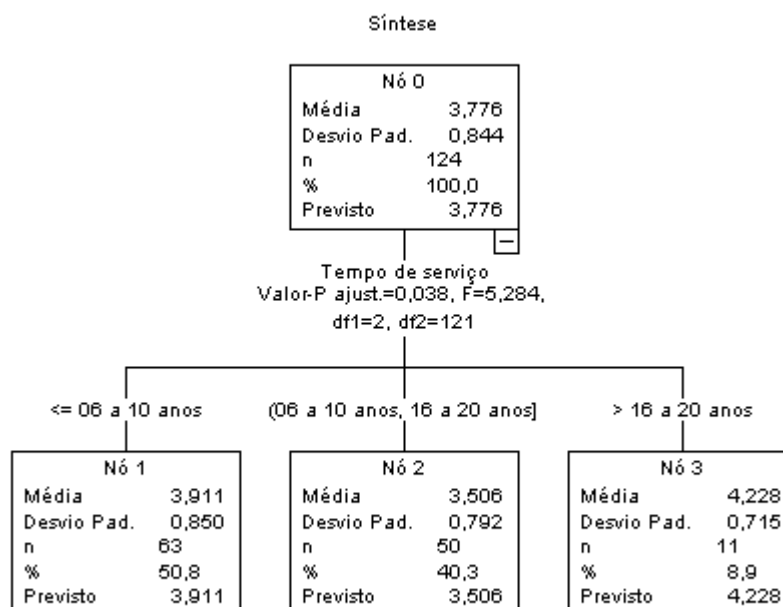 Síntese
Nó 0
Média 3,776
Desvio Pad. 0,844
n 124
% 100,0
Previsto 3,776
Tempo de serviço
Valor-P ajust.=0,038, F=5,284,
df1=2, df2=121
<= 06 a 10 anos
(06 a 10 anos, 16 a 20 anos]
> 16 a 20 anos
Nó 1
Média 3,911
Desvio Pad. 0,850
n 63
% 50,8
Previsto 3,911
Nó 2
Média 3,506
Desvio Pad. 0,792
n 50
% 40,3
Previsto 3,506
Nó 3
Média 4,228
Desvio Pad. 0,715
n 11
% 8,9
Previsto 4,228